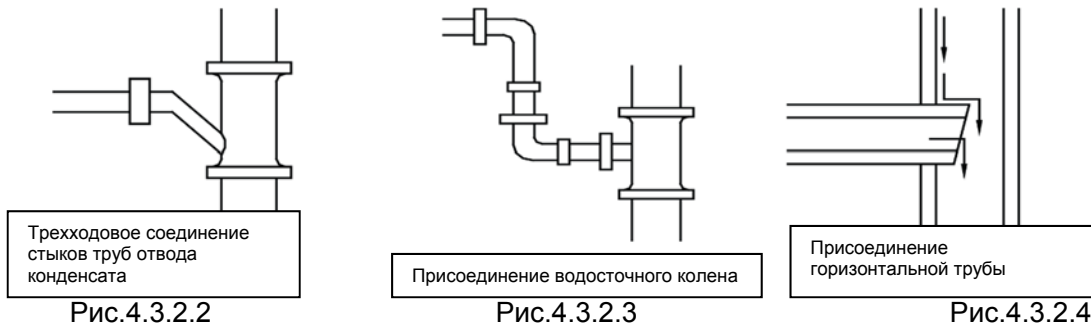 Трехходовое соединение
стыков труб отвода
конденсата
Рис.4.3.2.2
Присоединение водосточного колена
Рис.4.3.2.3
Присоединение
горизонтальной трубы
Рис.4.3.2.4